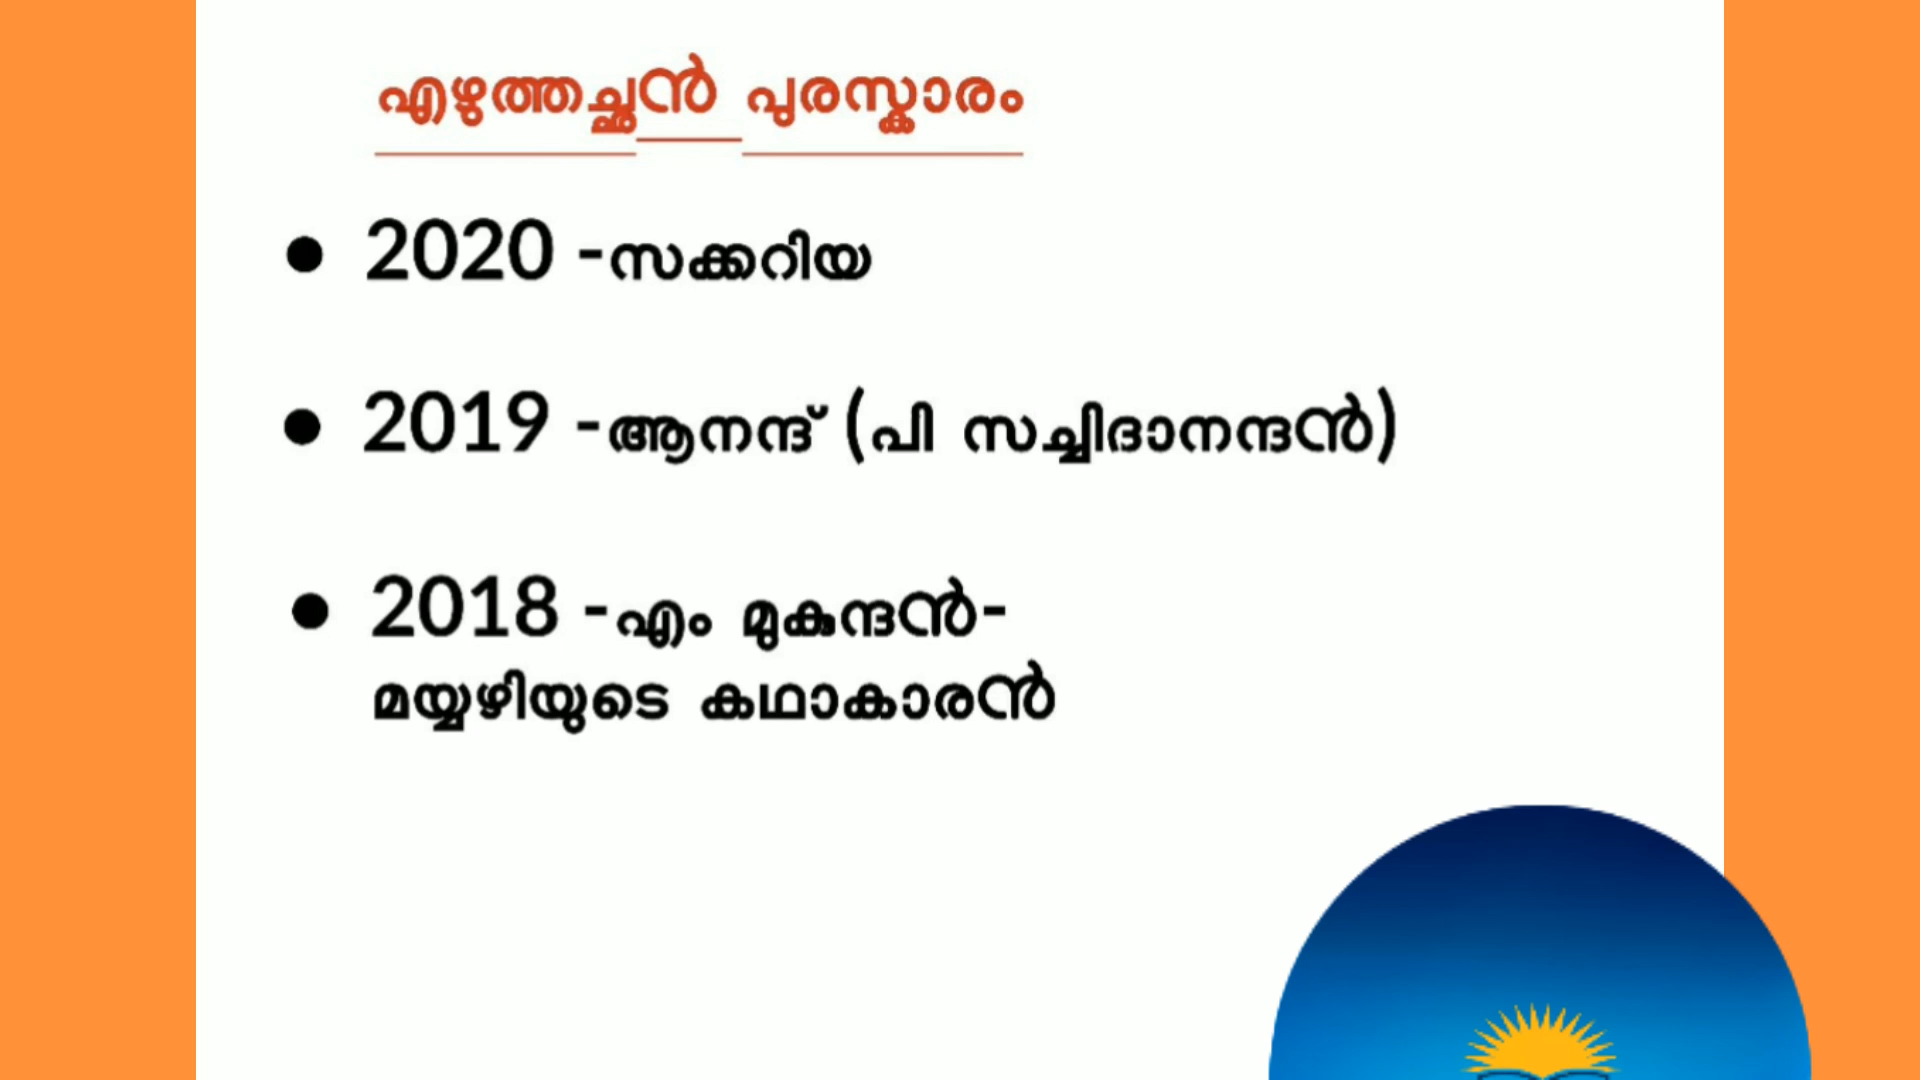 എഴുത്തച്ഛൻ പുരസ്കാരം
● 2020 -സക്കറിയ
● 2019 -ആനന്ദ് (പി സച്ചിദാനന്ദൻ)
● 2018 -എം മുകുന്ദൻ-
മയ്യഴിയുടെ കഥാകാരൻ